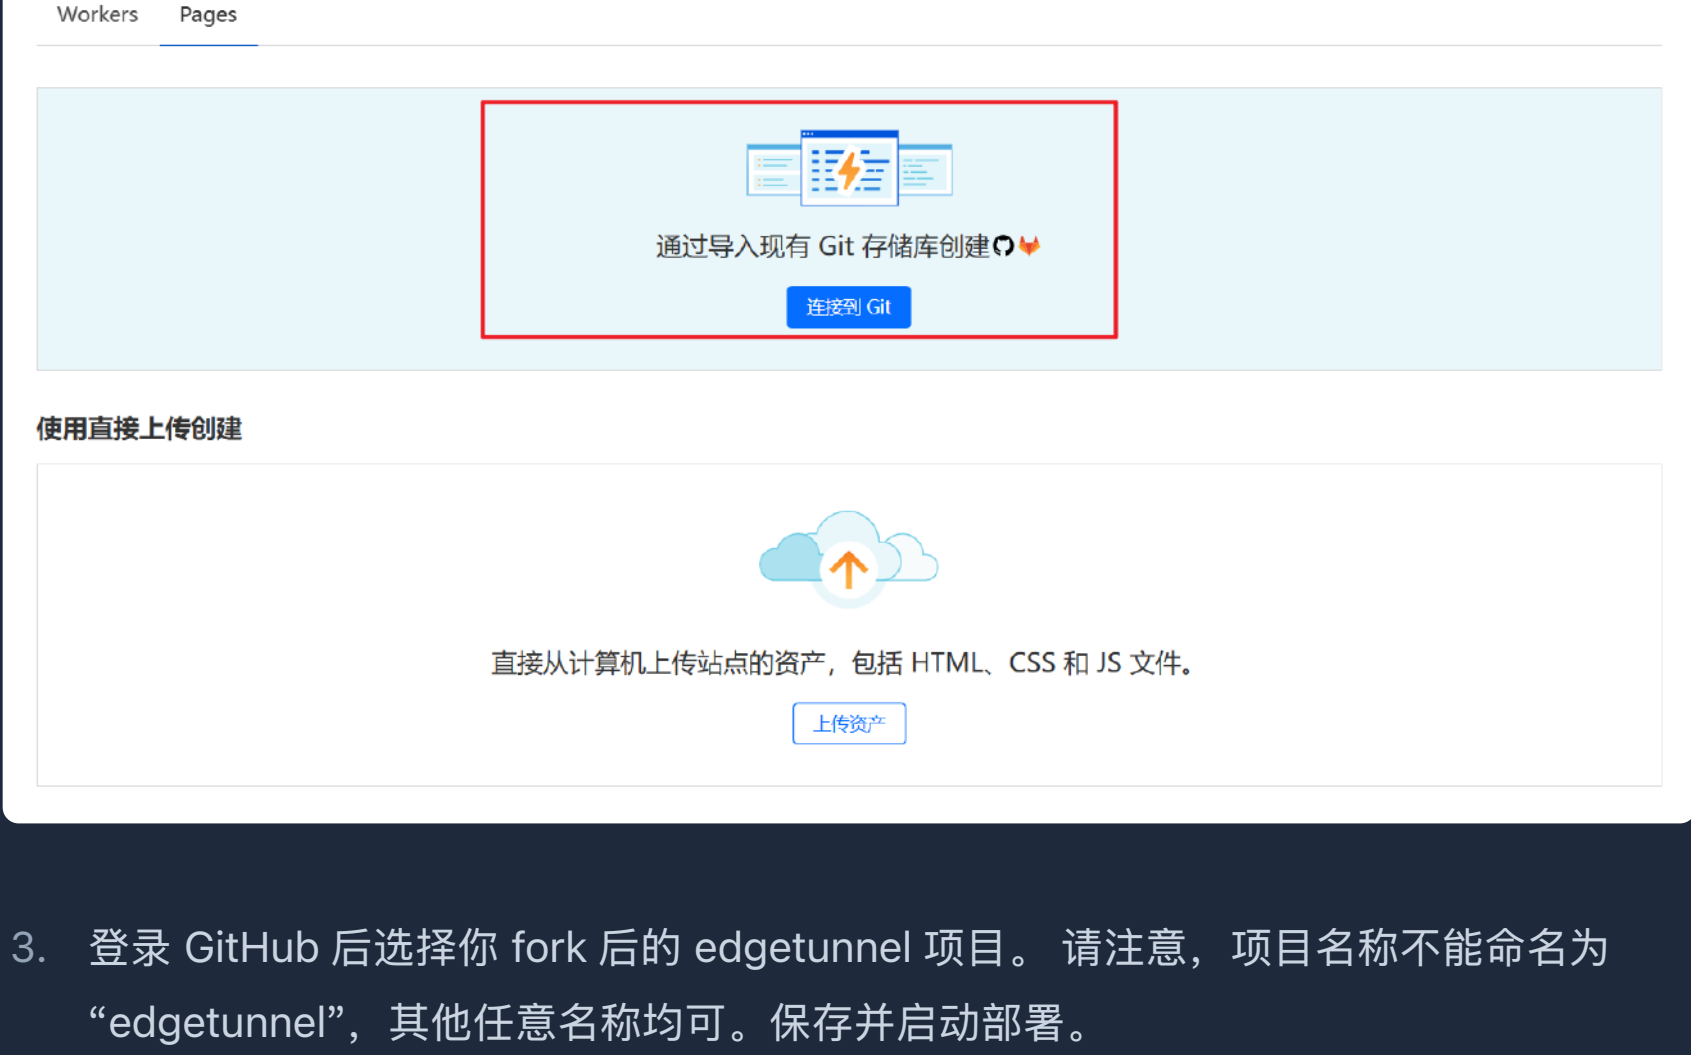 Workers Pages
通过导入现有 Git 存储库创建
连接到 Git
使用直接上传创建
直接从计算机上传站点的资产，包括 HTML、CSS 和 JS 文件。
上传资产
3. 登录 GitHub 后选择你 fork 后的 edgetunnel 项目。 请注意，项目名称不能命名为
“edgetunnel”，其他任意名称均可。保存并启动部署。